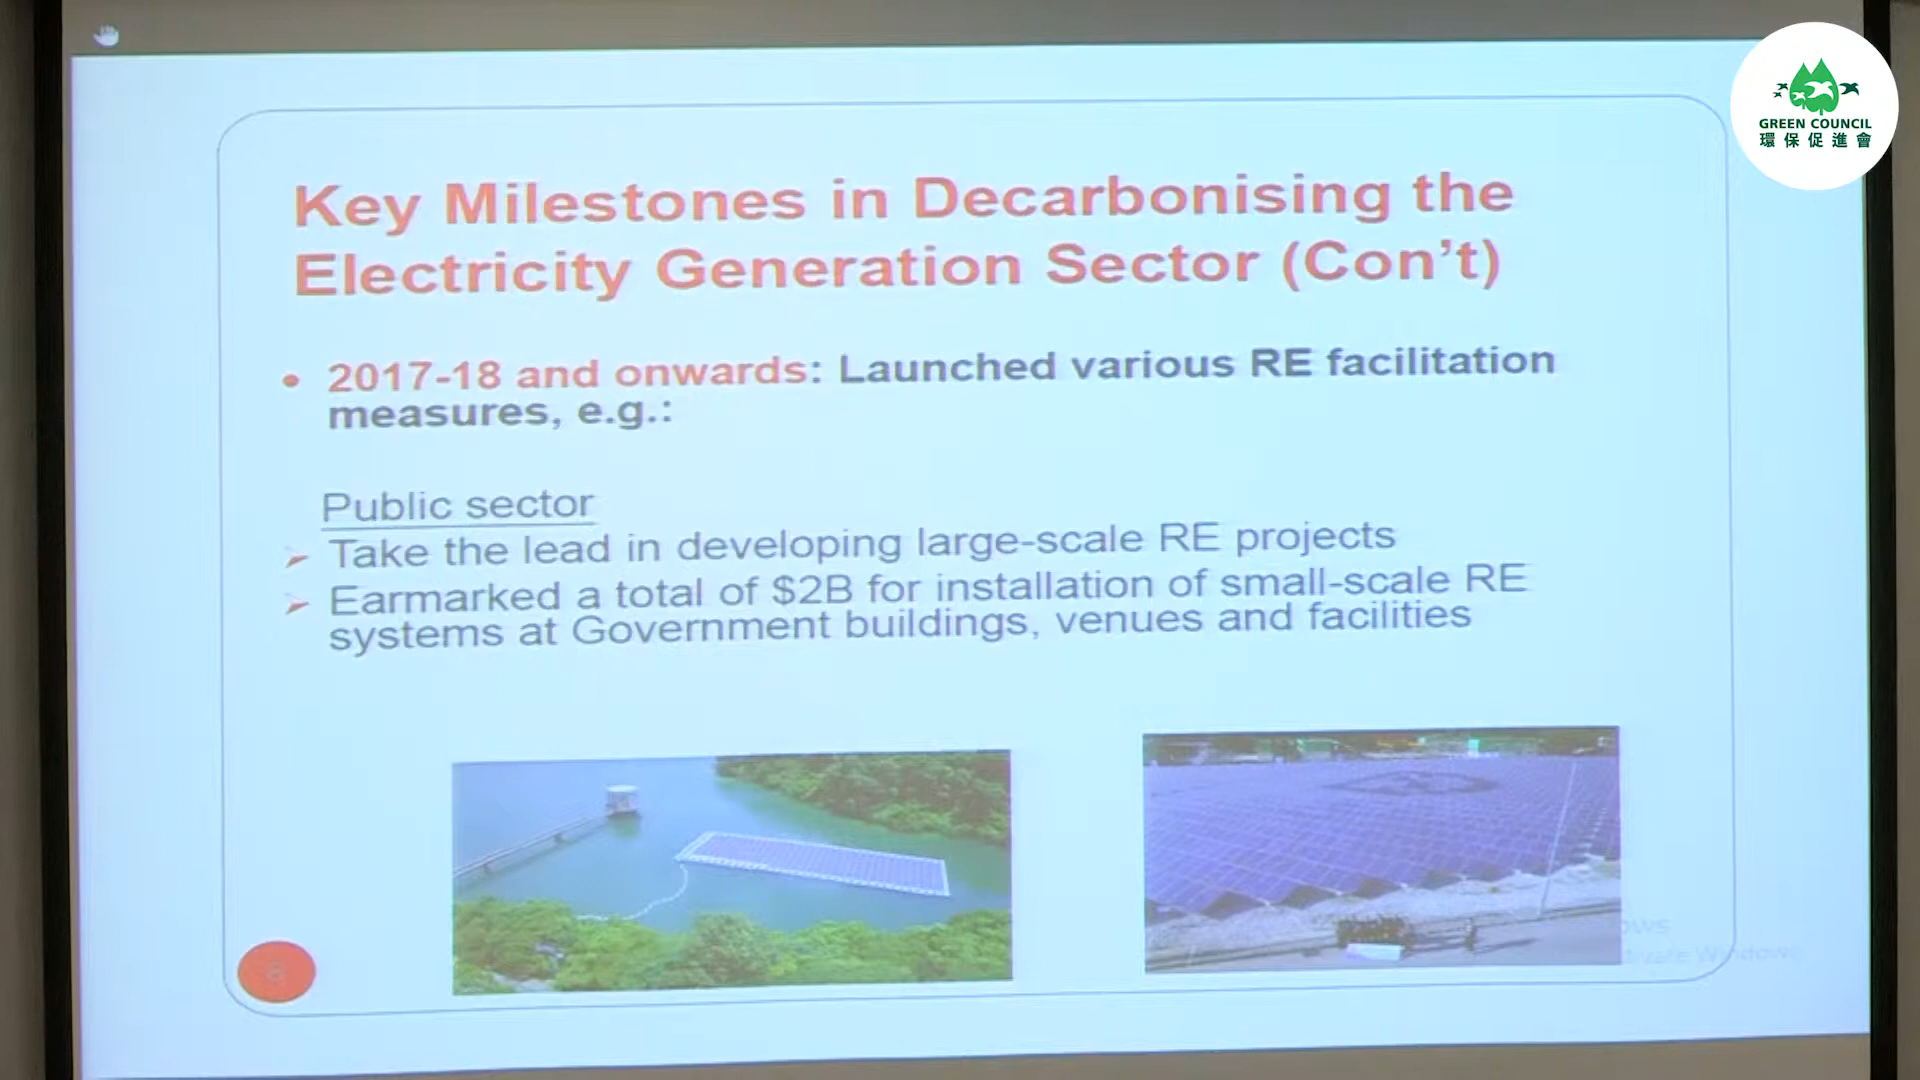 GREEN COUNCIL
環保促進會
Key Milestones in Decarbonising the
Electricity Generation Sector (Con't)
• 2017-18 and onwards: Launched various RE facilitation
measures, e.g.:
Public sector
➢ Take the lead in developing large-scale RE projects
➢ Earmarked a total of $2B for installation of small-scale RE
systems at Government buildings, venues and facilities